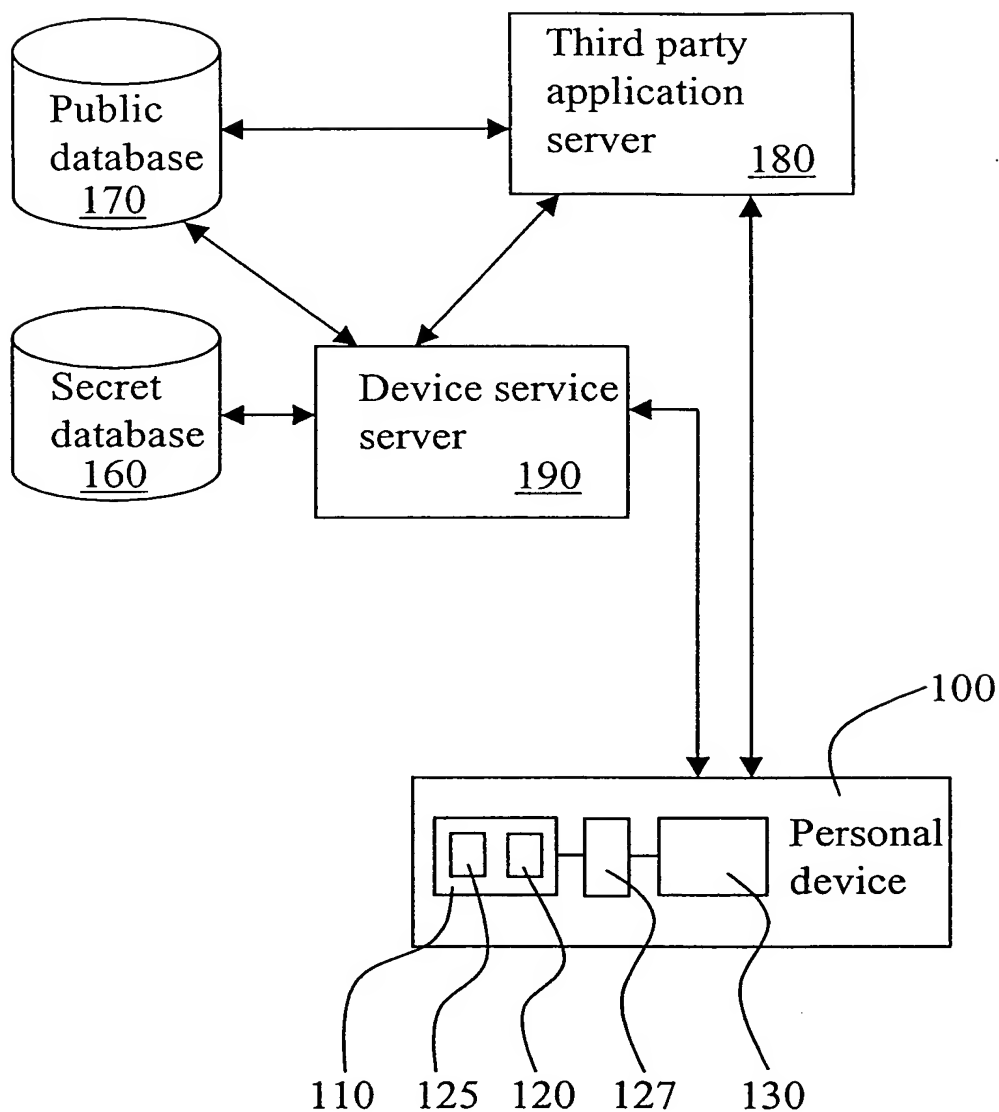 Public
database
170
Third party
application
server
180
Secret
database
160
Device service
server
190
100
Personal
device
110 125 120 127 130